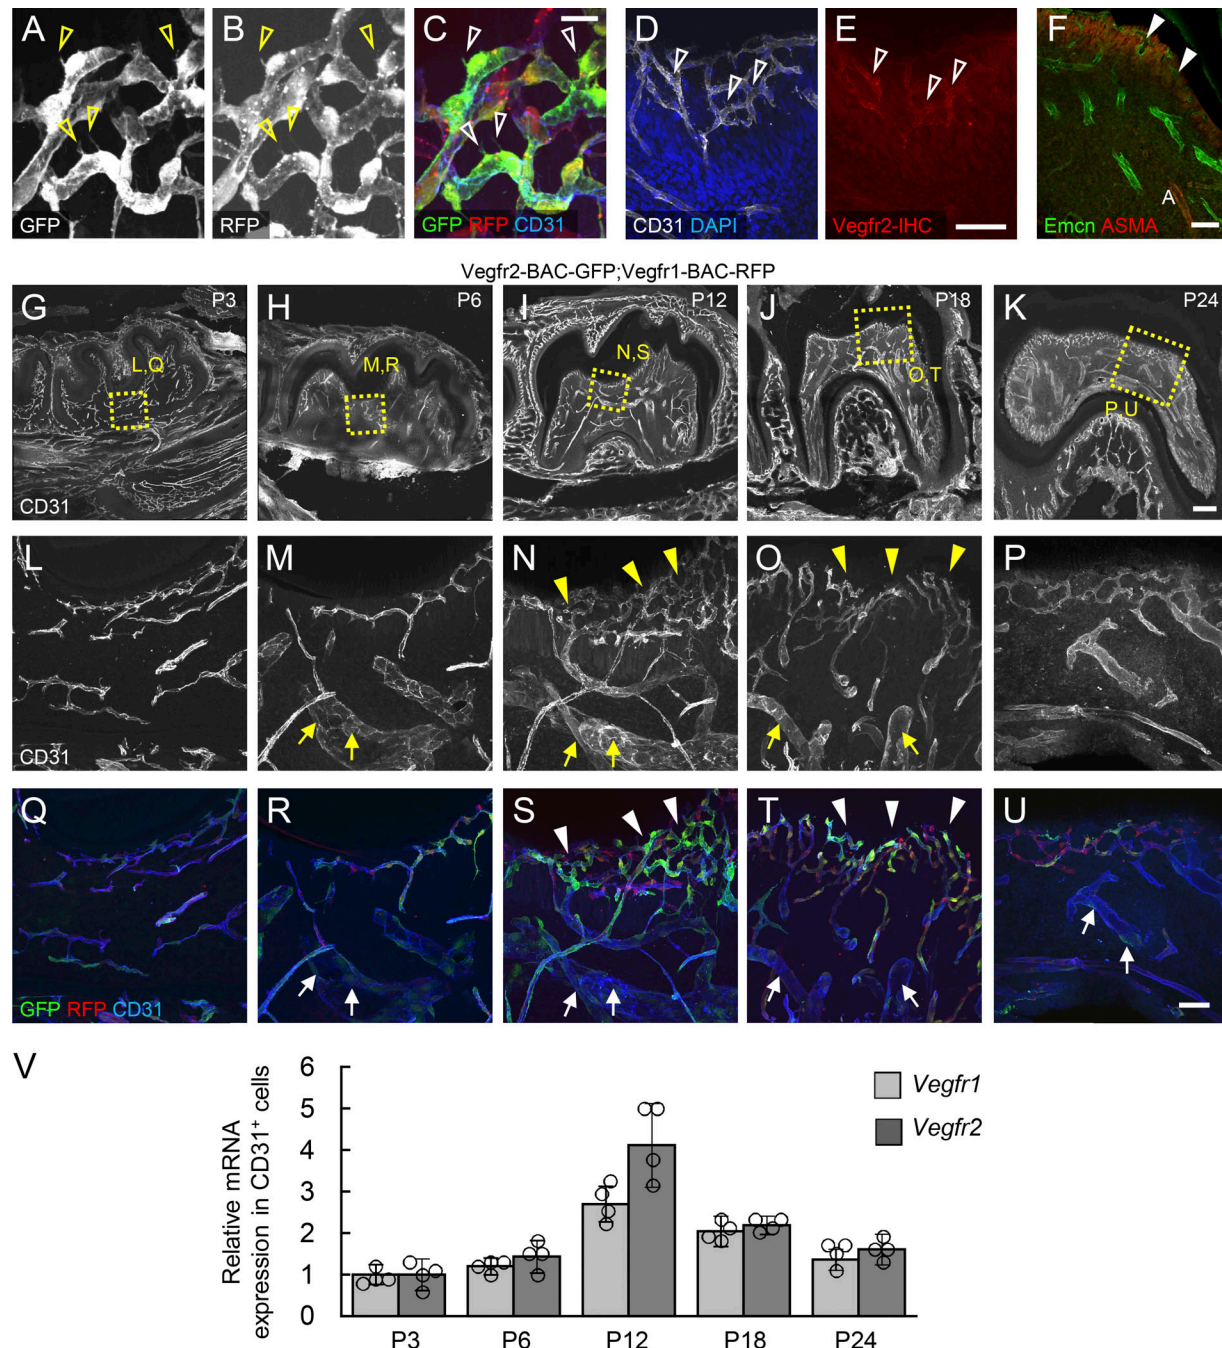 A B C D E F
GFP RFP GFP RFP CD31 CD31 DAPI Vegfr2-IHC A Emcn ASMA
Vegfr2-BAC-GFP;Vegfr1-BAC-RFP
G P3 H P6 I P12 J P18 K P24
L,Q M,R N,S O,T P,U
CD31
L M N O P
CD31
Q R S T U
GFP RFP CD31
V
Relative mRNA
expression in CD31+ cells
6
5
4
3
2
1
0
Vegfr1
Vegfr2
P3 P6 P12 P18 P24